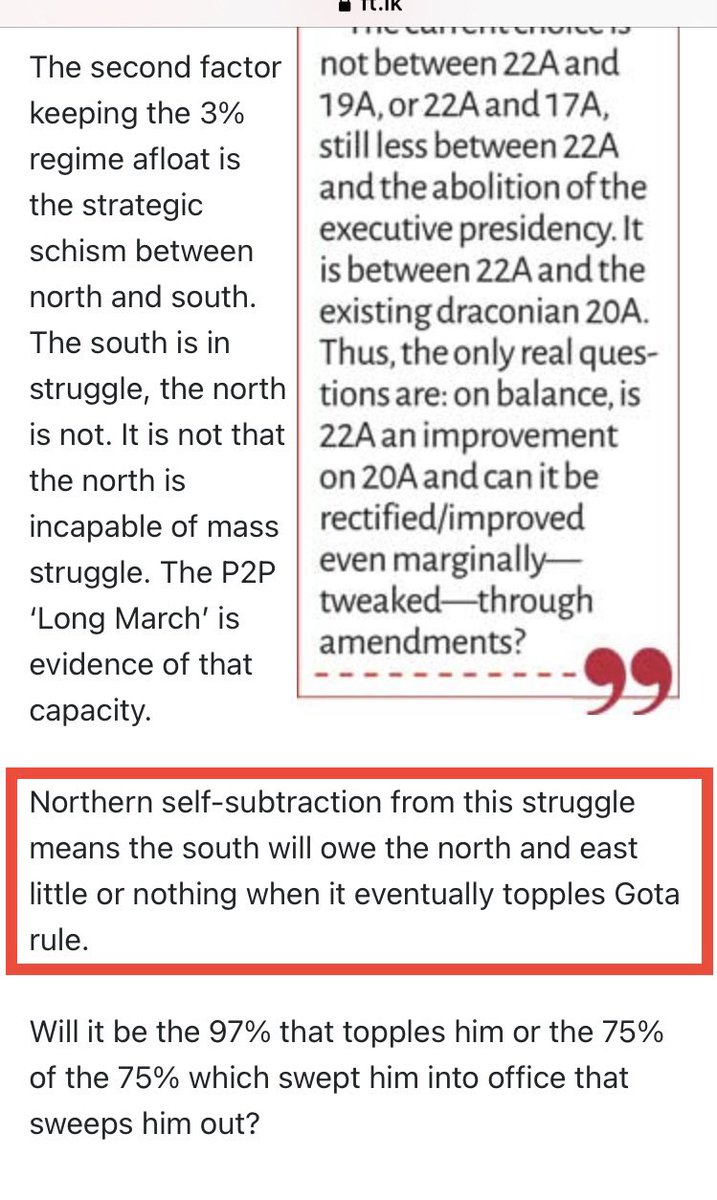 ft.lk
The second factor
keeping the 3%
regime afloat is
the strategic
schism between
north and south.
The south is in
struggle, the north
is not. It is not that
the north is
incapable of mass
struggle. The P2P
‘Long March’ is
evidence of that
capacity.
The current choice is
not between 22A and
19A, or 22A and 17A,
still less between 22A
and the abolition of the
executive presidency. It
is between 22A and the
existing draconian 20A.
Thus, the only real ques-
tions are: on balance, is
22A an improvement
on 20A and can it be
rectified/improved
even marginally—
tweaked—through
amendments?
”
Northern self-subtraction from this struggle
means the south will owe the north and east
little or nothing when it eventually topples Gota
rule.
Will it be the 97% that topples him or the 75%
of the 75% which swept him into office that
sweeps him out?